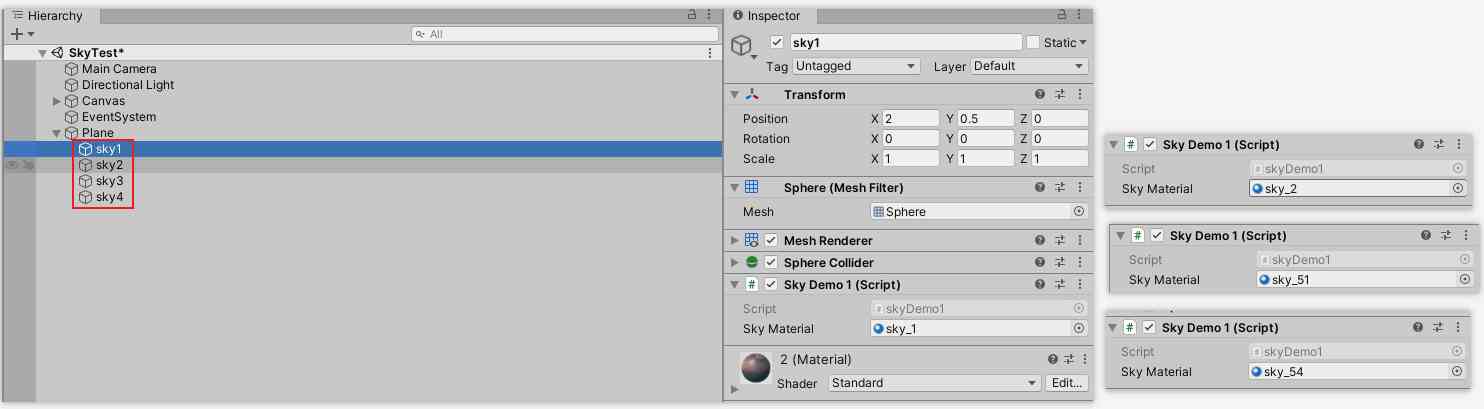 Hierarchy
All
SkyTest*
Main Camera
Directional Light
Canvas
EventSystem
Plane
sky1
sky2
sky3
sky4
Inspector
sky1 Static
Tag Untagged Layer Default
Transform
Position X 2 Y 0.5 Z 0
Rotation X 0 Y 0 Z 0
Scale X 1 Y 1 Z 1
Sphere (Mesh Filter)
Mesh Sphere
Mesh Renderer
Sphere Collider
# Sky Demo 1 (Script)
Script # skyDemo1
Sky Material sky_1
2 (Material)
Shader Standard Edit...
# Sky Demo 1 (Script)
Script # skyDemo1
Sky Material sky_2
# Sky Demo 1 (Script)
Script # skyDemo1
Sky Material sky_51
# Sky Demo 1 (Script)
Script # skyDemo1
Sky Material sky_54